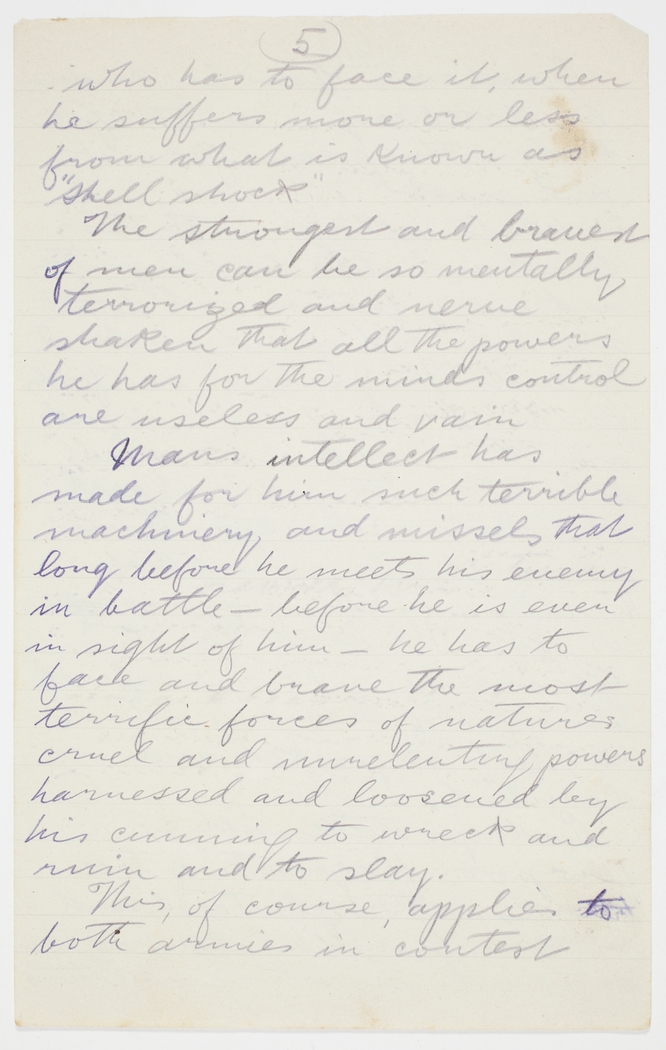 5
who has to face it, when
he suffers more or less
from what is known as
"Shell shock"
The strongest and bravest
of men can be so mentally
terrorized and nerve
shaken that all the powers
he has for the minds control
are useless and vain
Mans intellect has
made for him such terrible
machinery and missels that
long before he meets his enemy
in battle — before he is even
in sight of him — he has to
face and brave the most
terrific forces of natures
cruel and unrelenting powers
harnessed and loosened by
his cunning to wreck and
ruin and to slay.
This, of course, applies to
both armies in contest